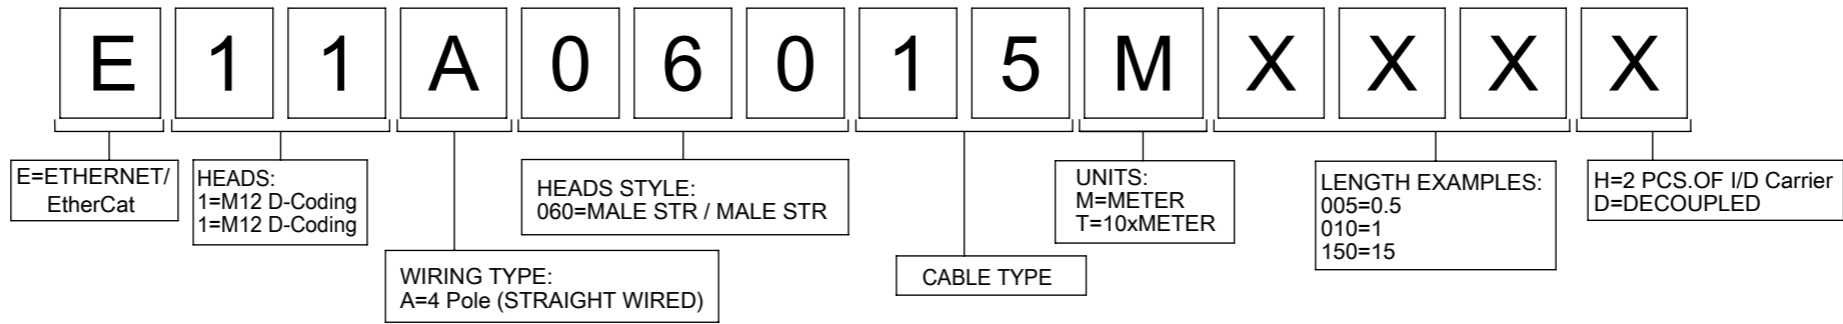 E 1 1 A 0 6 0 1 5 M X X X X
E=ETHERNET/
EtherCat
HEADS:
1=M12 D-Coding
1=M12 D-Coding
WIRING TYPE:
A=4 Pole (STRAIGHT WIRED)
HEADS STYLE:
060=MALE STR / MALE STR
CABLE TYPE
UNITS:
M=METER
T=10xMETER
LENGTH EXAMPLES:
005=0.5
010=1
150=15
H=2 PCS.OF I/D Carrier
D=DECOUPLED